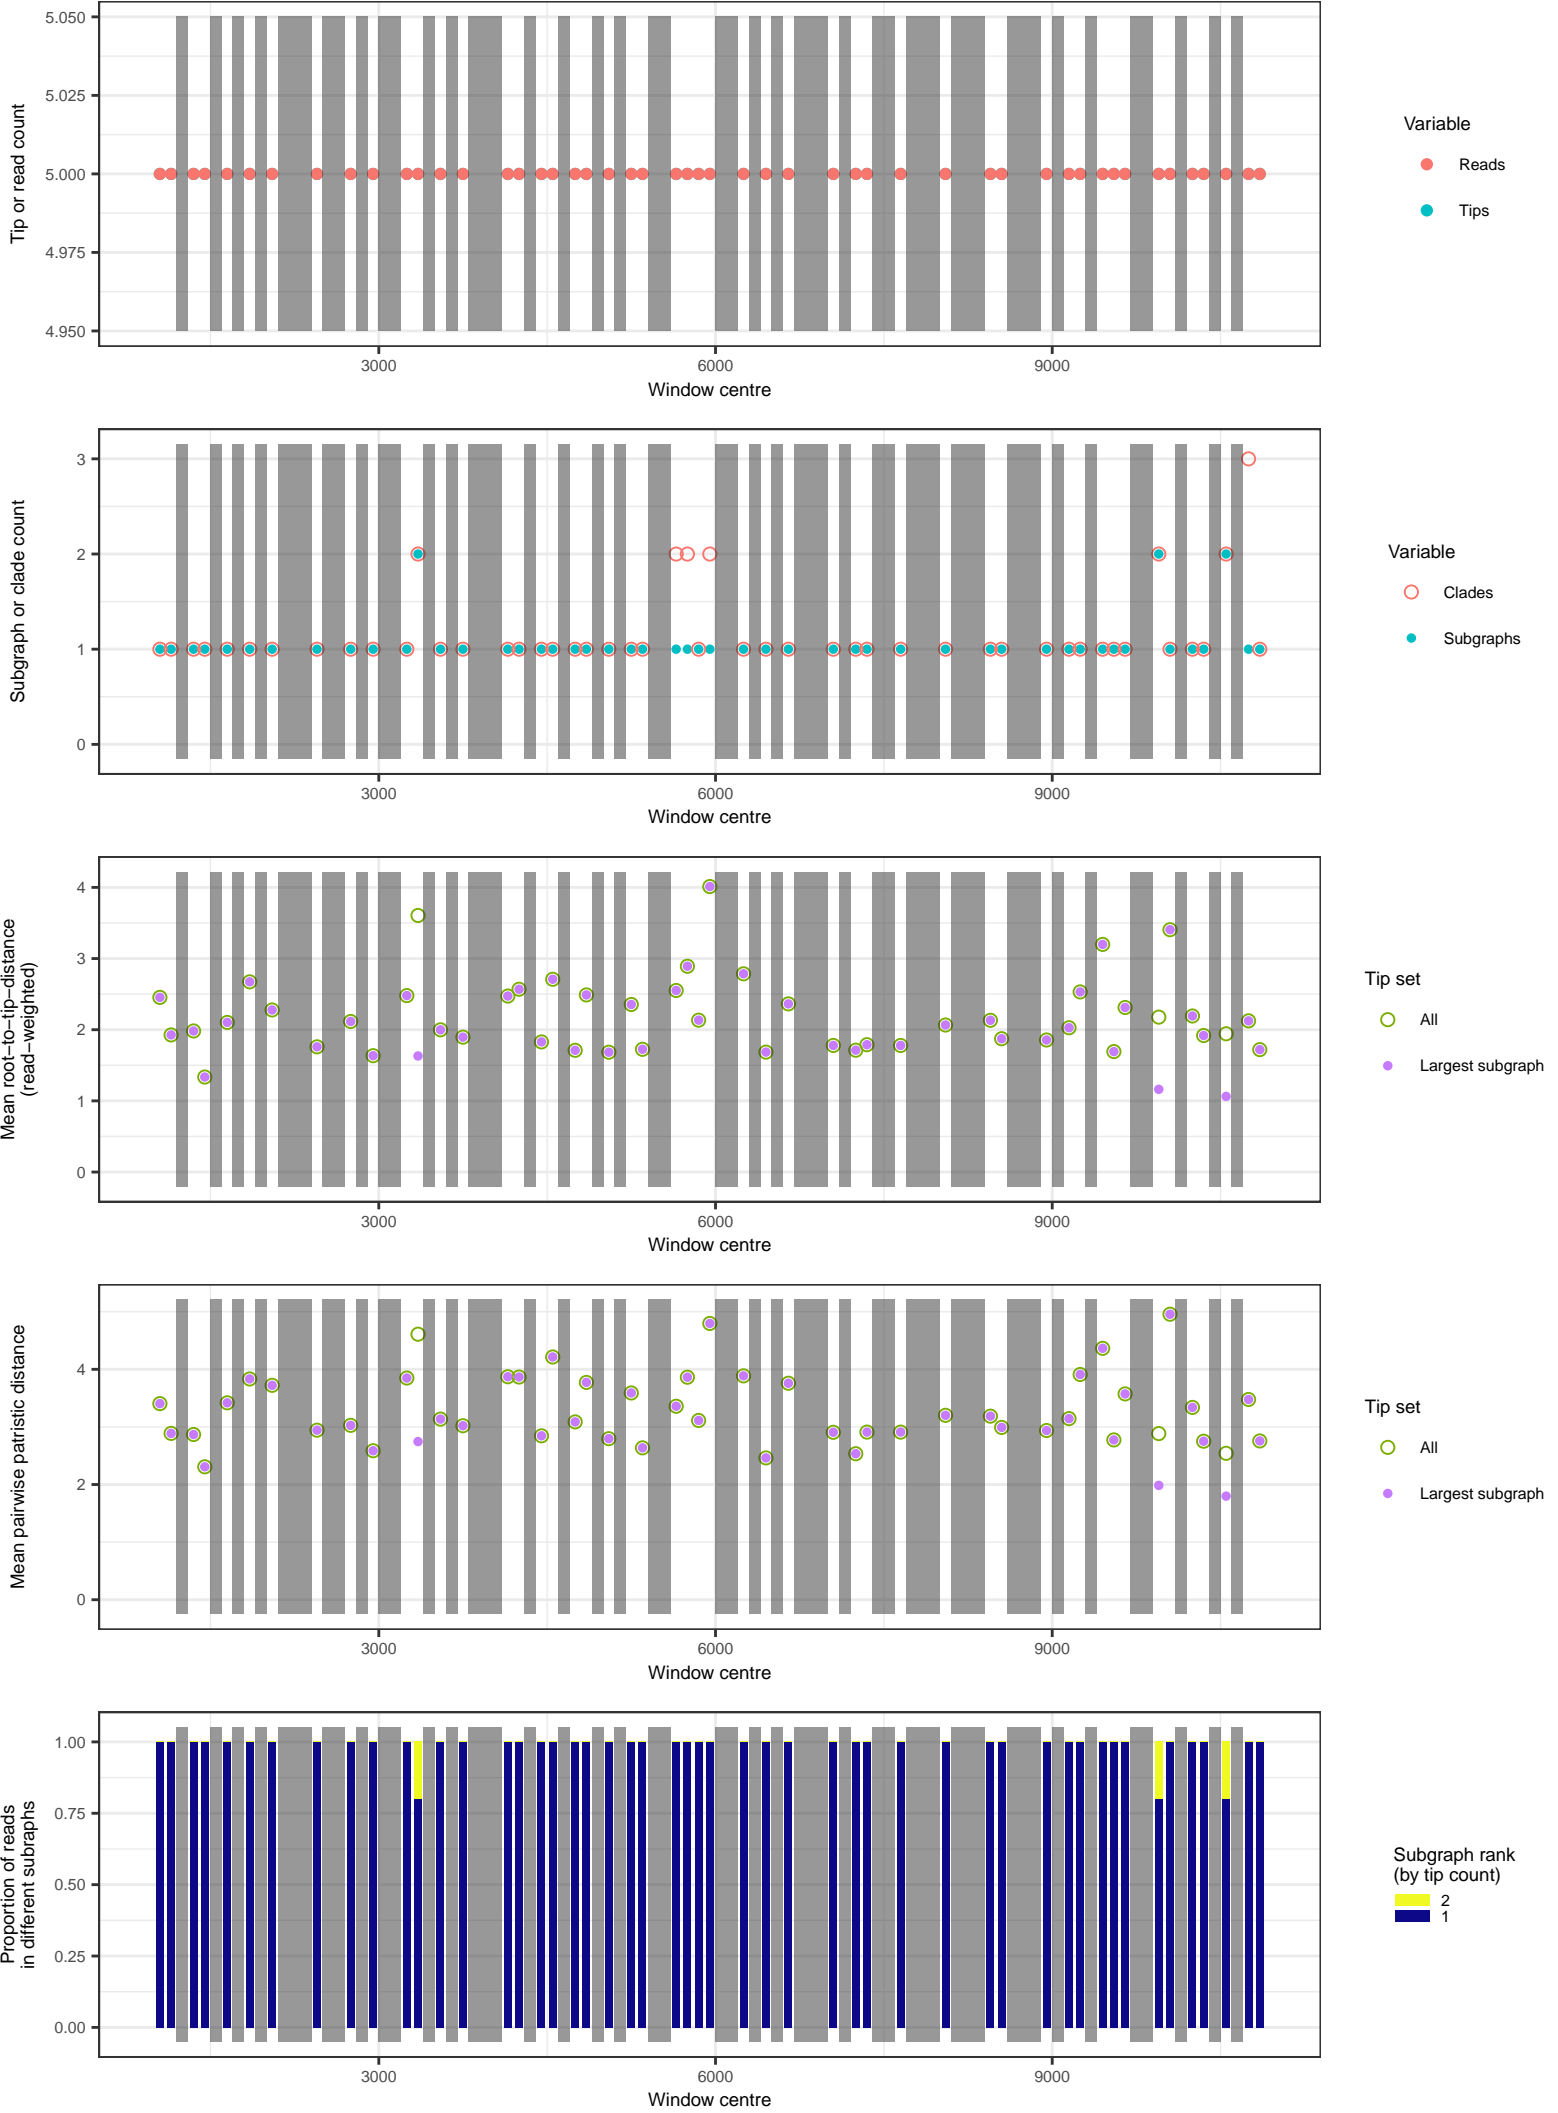 5.050
5.025
5.000
4.975
4.950
Tip or read count
3000
6000
9000
Window centre
Variable
Reads
Tips
3
2
1
0
Subgraph or clade count
3000
6000
9000
Window centre
Variable
Clades
Subgraphs
4
3
2
1
0
Mean root−to−tip−distance
(read−weighted)
3000
6000
9000
Window centre
Tip set
All
Largest subgraph
4
2
0
Mean pairwise patristic distance
3000
6000
9000
Window centre
Tip set
All
Largest subgraph
1.00
0.75
0.50
0.25
0.00
Proportion of reads
in different subraphs
3000
6000
9000
Window centre
Subgraph rank
(by tip count)
2
1